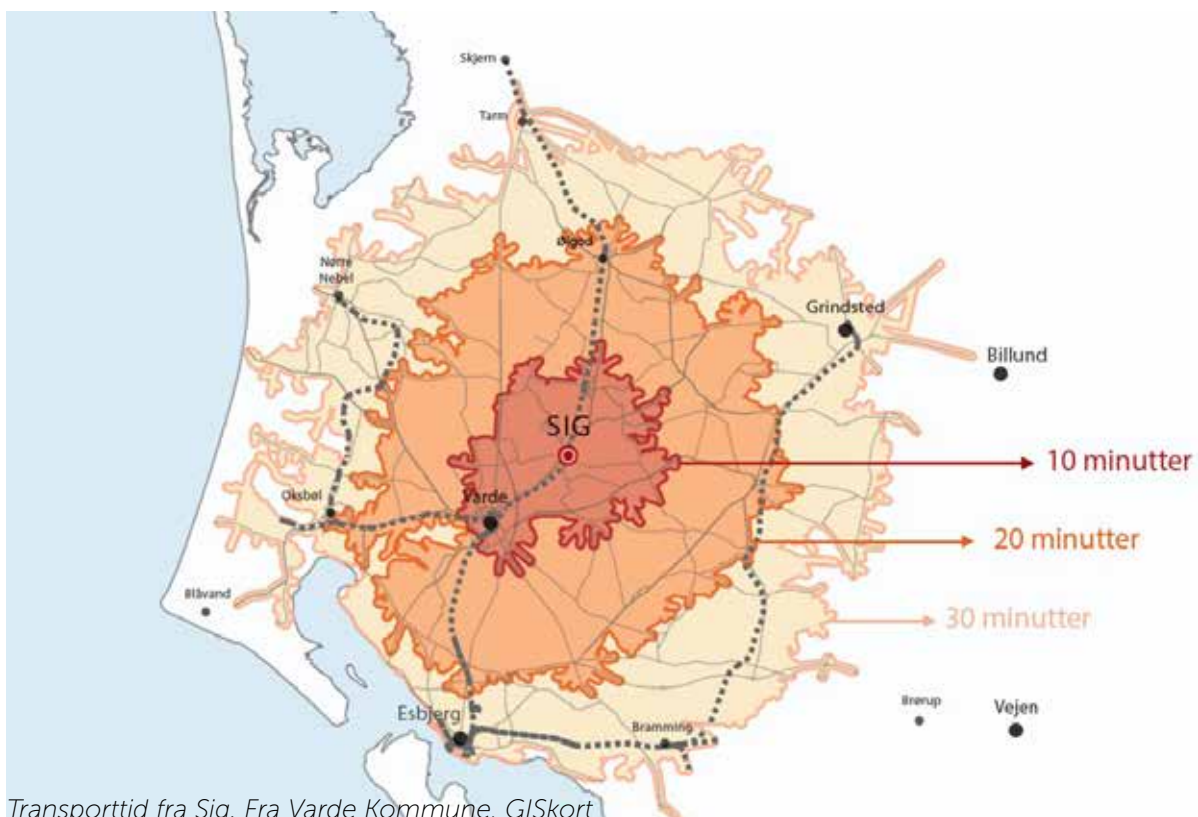 Skjern
Tarm
Ølgod
Nørre
Nebel
Grindsted
Billund
SIG
10 minutter
Oksbøl
Varde
20 minutter
Blåvand
30 minutter
Esbjerg
Bramming
Brørup
Vejen
Transporttid fra Sig. Fra Varde Kommune. GISkort